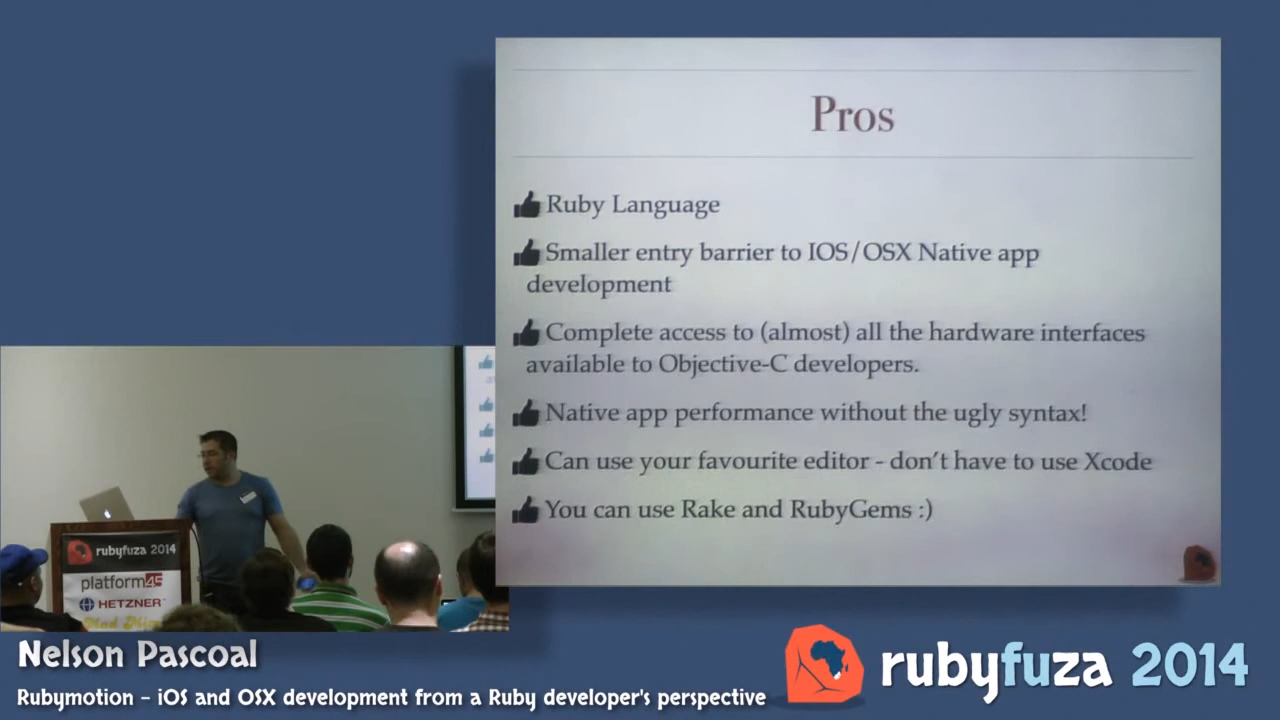 Pros
Ruby Language
Smaller entry barrier to IOS/OSX Native app
development
Complete access to (almost) all the hardware interfaces
available to Objective-C developers.
Native app performance without the ugly syntax!
Can use your favourite editor - don't have to use Xcode
You can use Rake and RubyGems :)
rubyfuza 2014
platform45
HETZNER
Nelson Pascoal
Rubymotion - iOS and OSX development from a Ruby developer's perspective
rubyfuza 2014